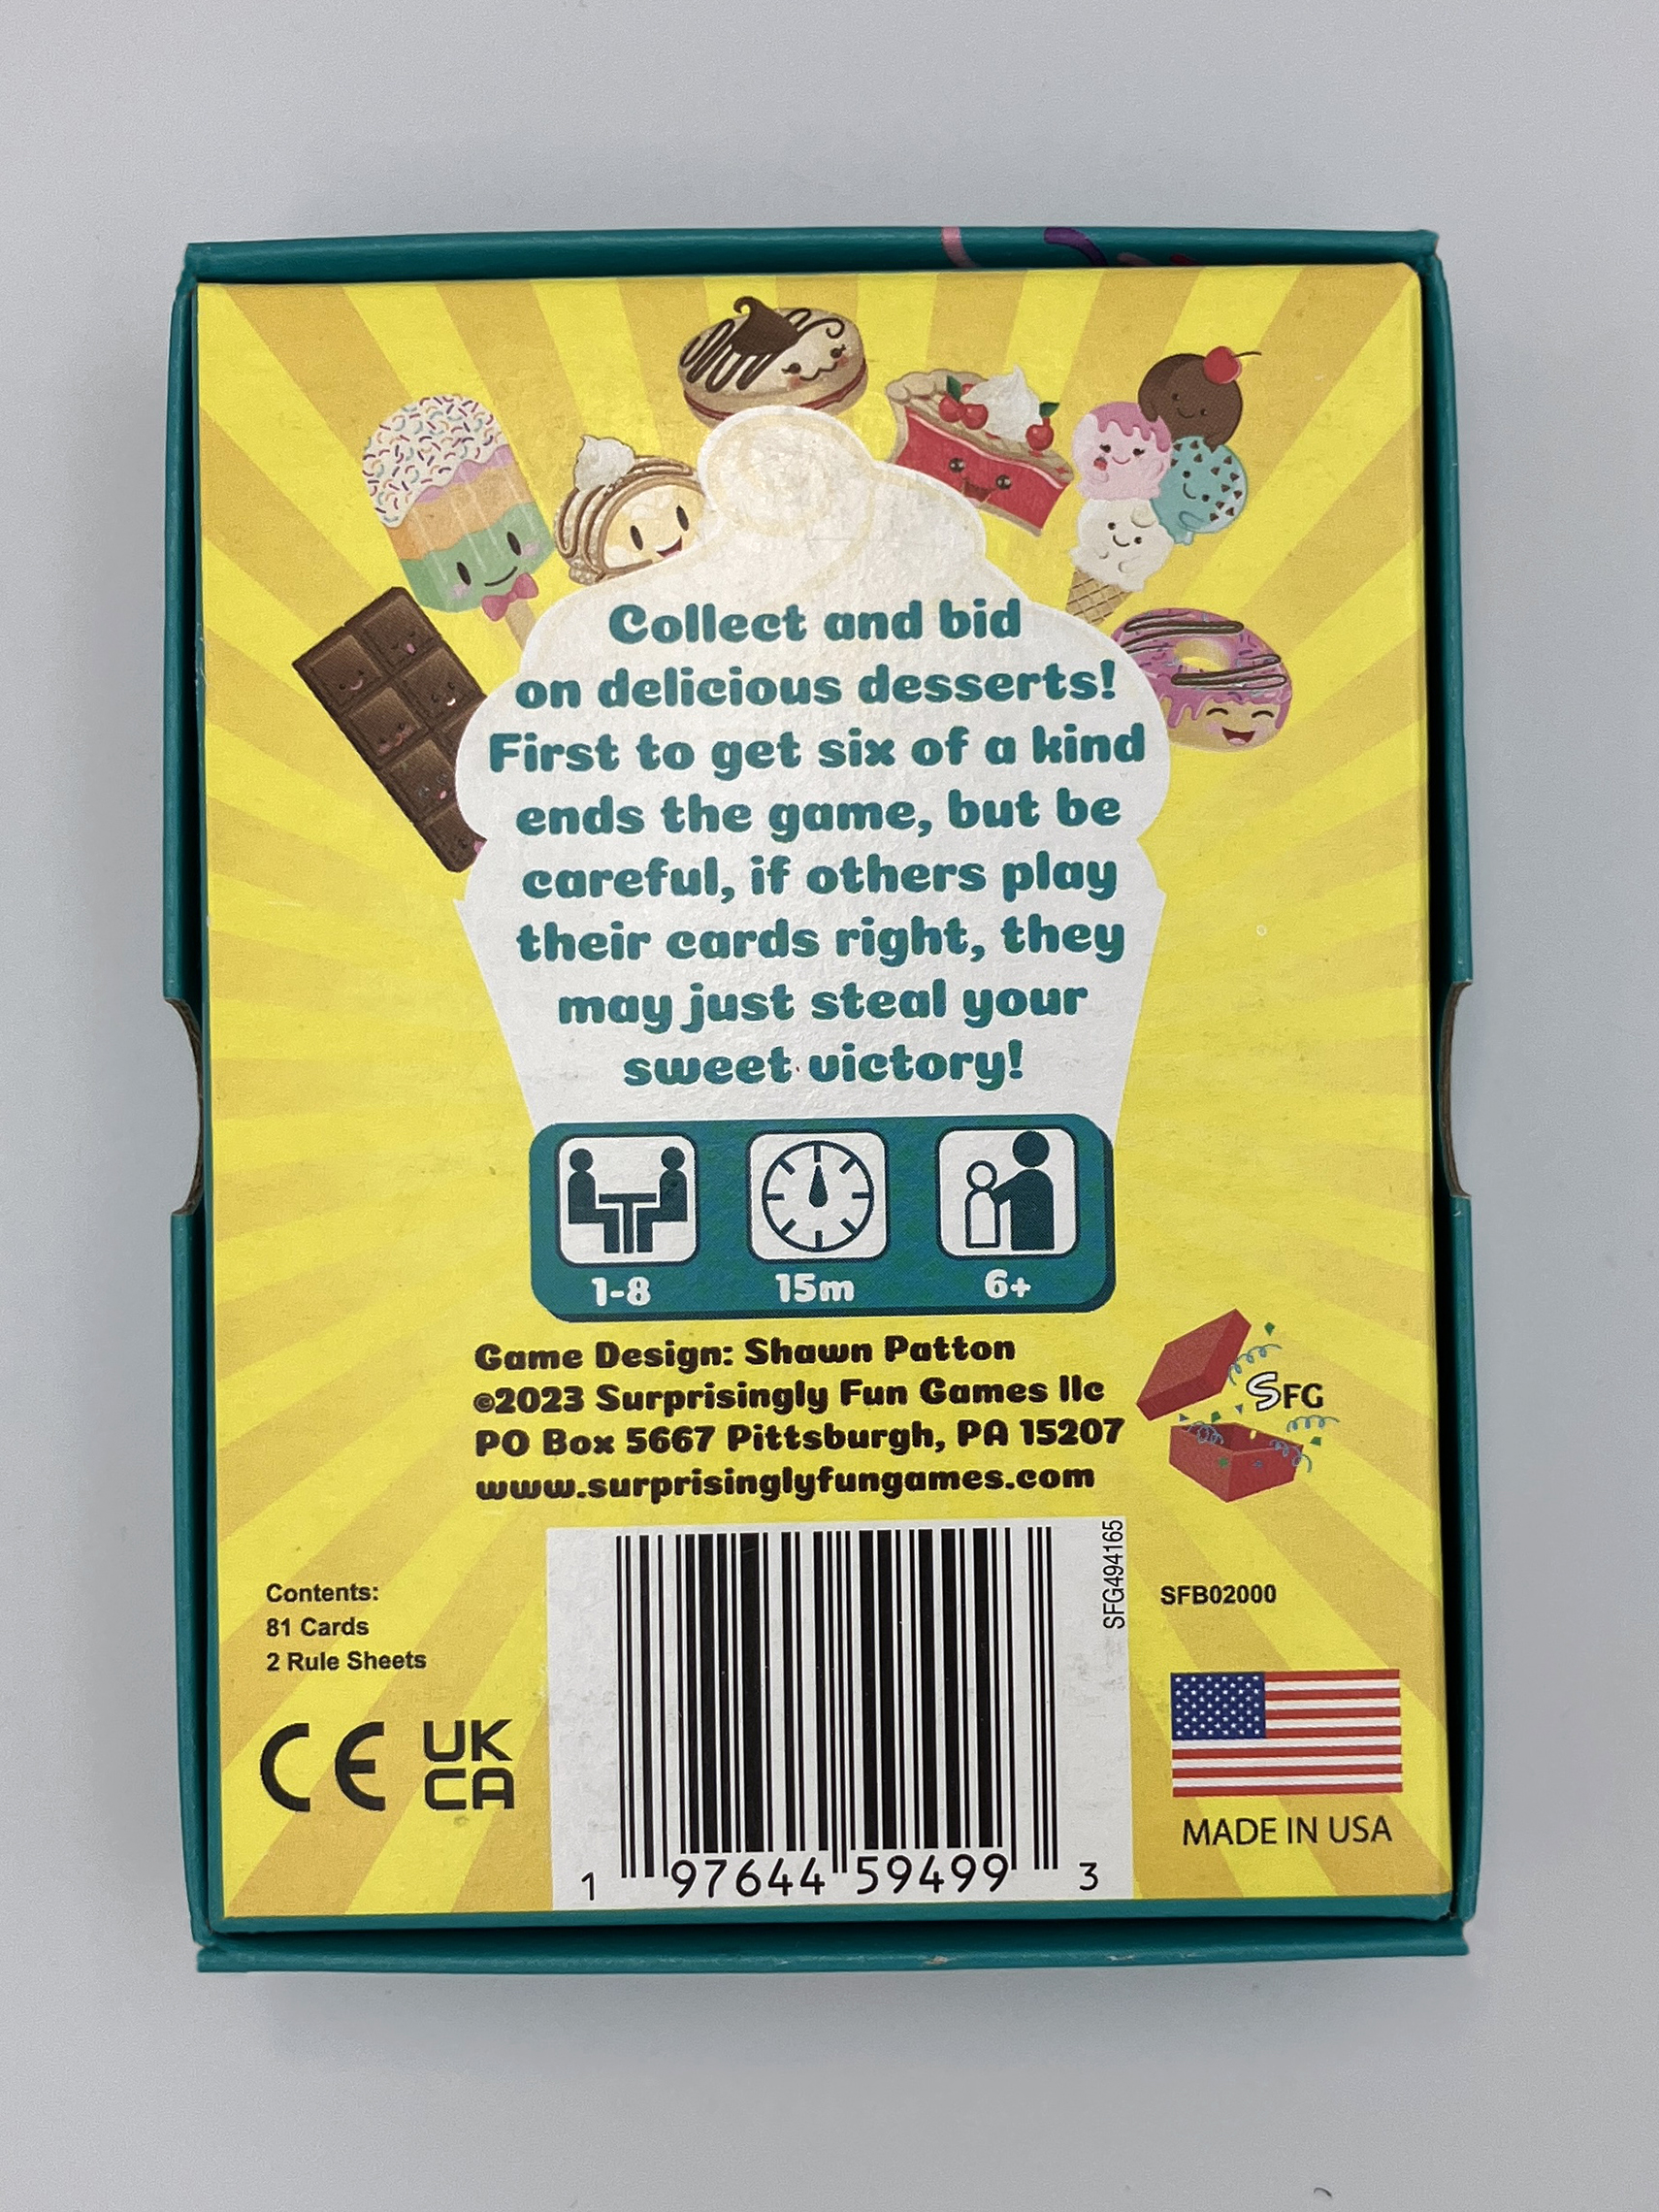 Collect and bid
on delicious desserts!
First to get six of a kind
ends the game, but be
careful, if others play
their cards right, they
may just steal your
sweet victory!
1-8
15m
6+
Game Design: Shawn Patton
©2023 Surprisingly Fun Games llc
PO Box 5667 Pittsburgh, PA 15207
www.surprisinglyfungames.com
SFG
Contents:
81 Cards
2 Rule Sheets
CE
UK
CA
SFG494165
1 97644 59499 3
SFB02000
MADE IN USA